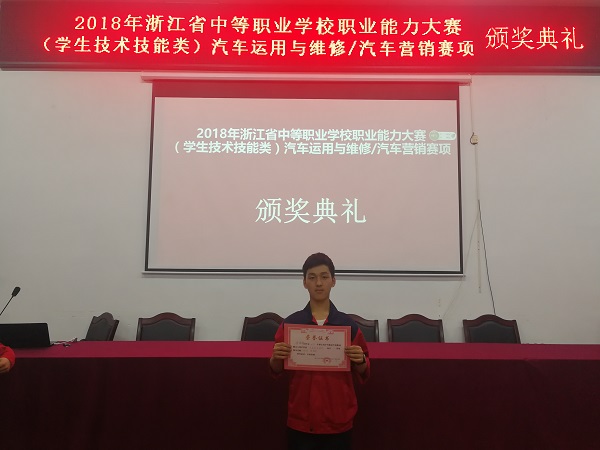 2018年浙江省中等职业学校职业能力大赛
（学生技术技能类）汽车运用与维修/汽车营销赛项
颁奖典礼
2018年浙江省中等职业学校职业能力大赛
（学生技术技能类）汽车运用与维修/汽车营销赛项
颁奖典礼
荣誉证书